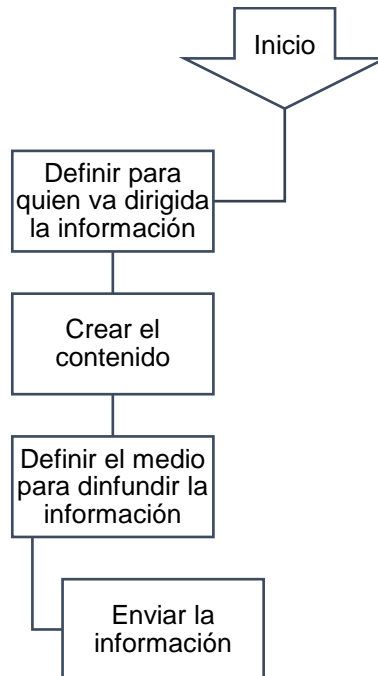 Inicio
Definir para
quien va dirigida
la información
Crear el
contenido
Definir el medio
para dinfundir la
información
Enviar la
información